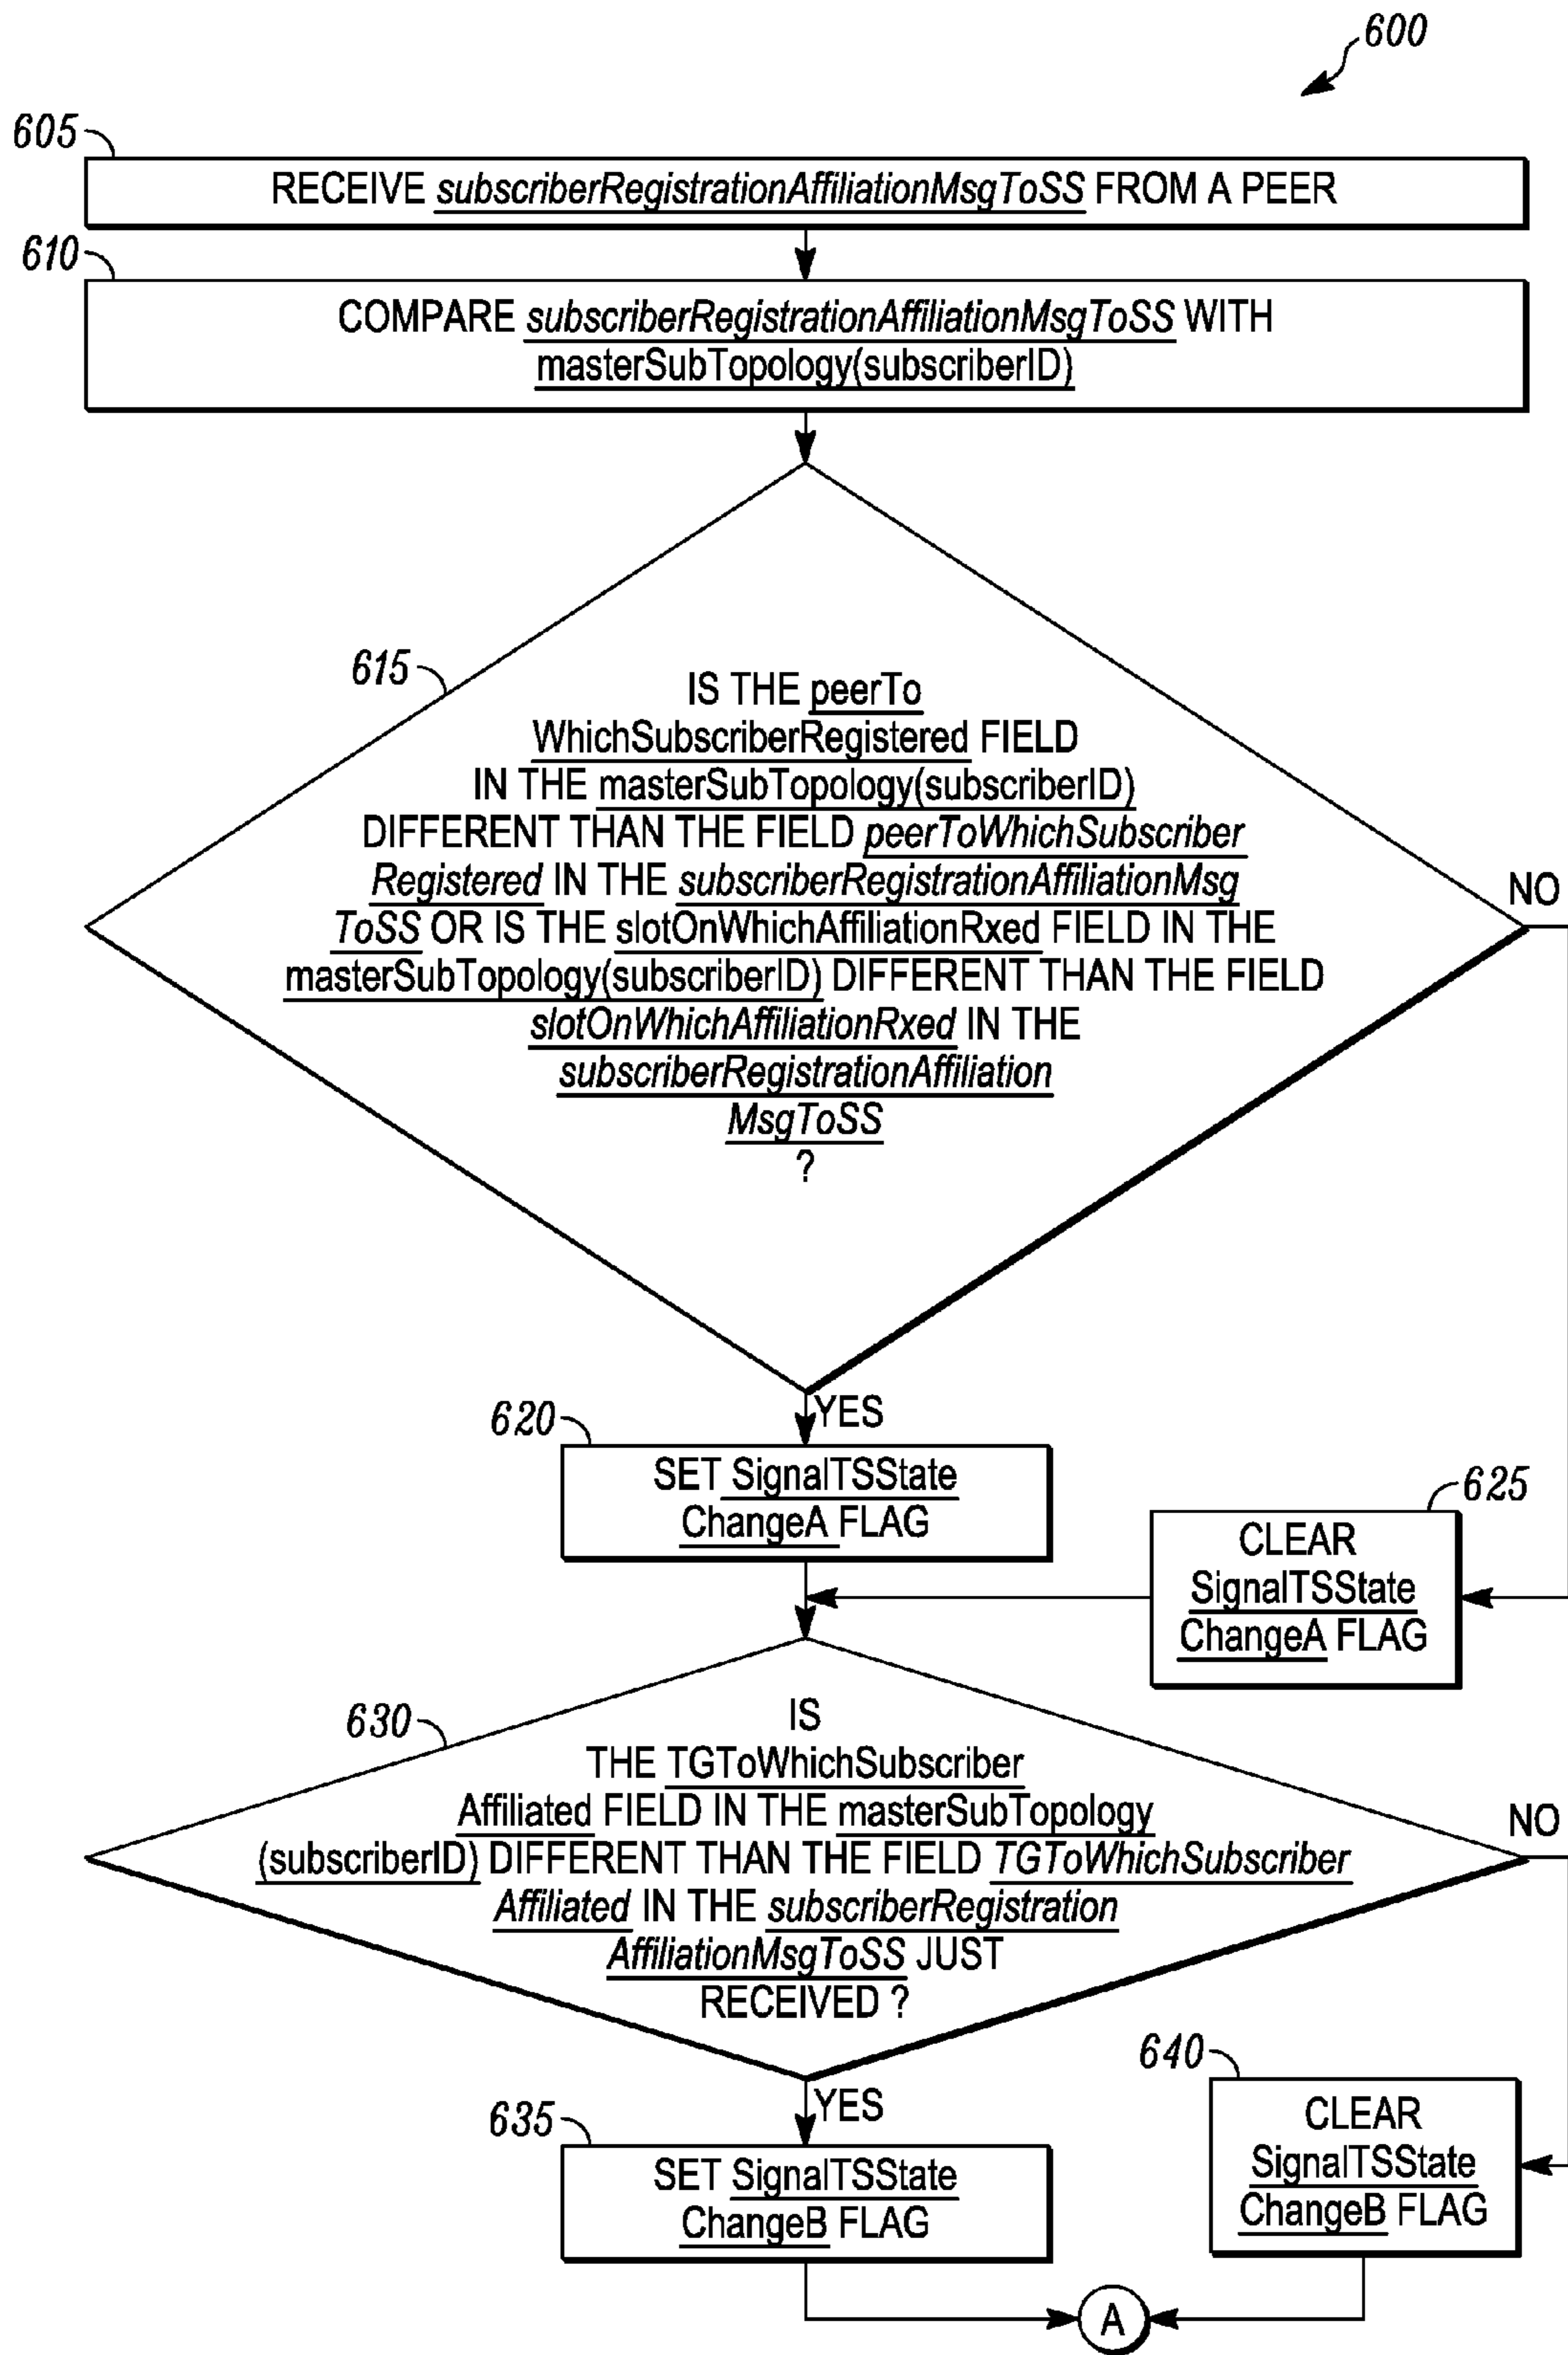 600
605
RECEIVE subscriberRegistrationAffiliationMsgToSS FROM A PEER
610
COMPARE subscriberRegistrationAffiliationMsgToSS WITH
masterSubTopology(subscriberID)
615
IS THE peerTo
WhichSubscriberRegistered FIELD
IN THE masterSubTopology(subscriberID)
DIFFERENT THAN THE FIELD peerToWhichSubscriber
Registered IN THE subscriberRegistrationAffiliationMsg
ToSS OR IS THE slotOnWhichAffiliationRxed FIELD IN THE
masterSubTopology(subscriberID) DIFFERENT THAN THE FIELD
slotOnWhichAffiliationRxed IN THE
subscriberRegistrationAffiliation
MsgToSS
?
NO
YES
620
SET SignalTSState
ChangeA FLAG
625
CLEAR
SignalTSState
ChangeA FLAG
630
IS
THE TGToWhichSubscriber
Affiliated FIELD IN THE masterSubTopology
(subscriberID) DIFFERENT THAN THE FIELD TGToWhichSubscriber
Affiliated IN THE subscriberRegistration
AffiliationMsgToSS JUST
RECEIVED ?
NO
YES
635
SET SignalTSState
ChangeB FLAG
640
CLEAR
SignalTSState
ChangeB FLAG
A